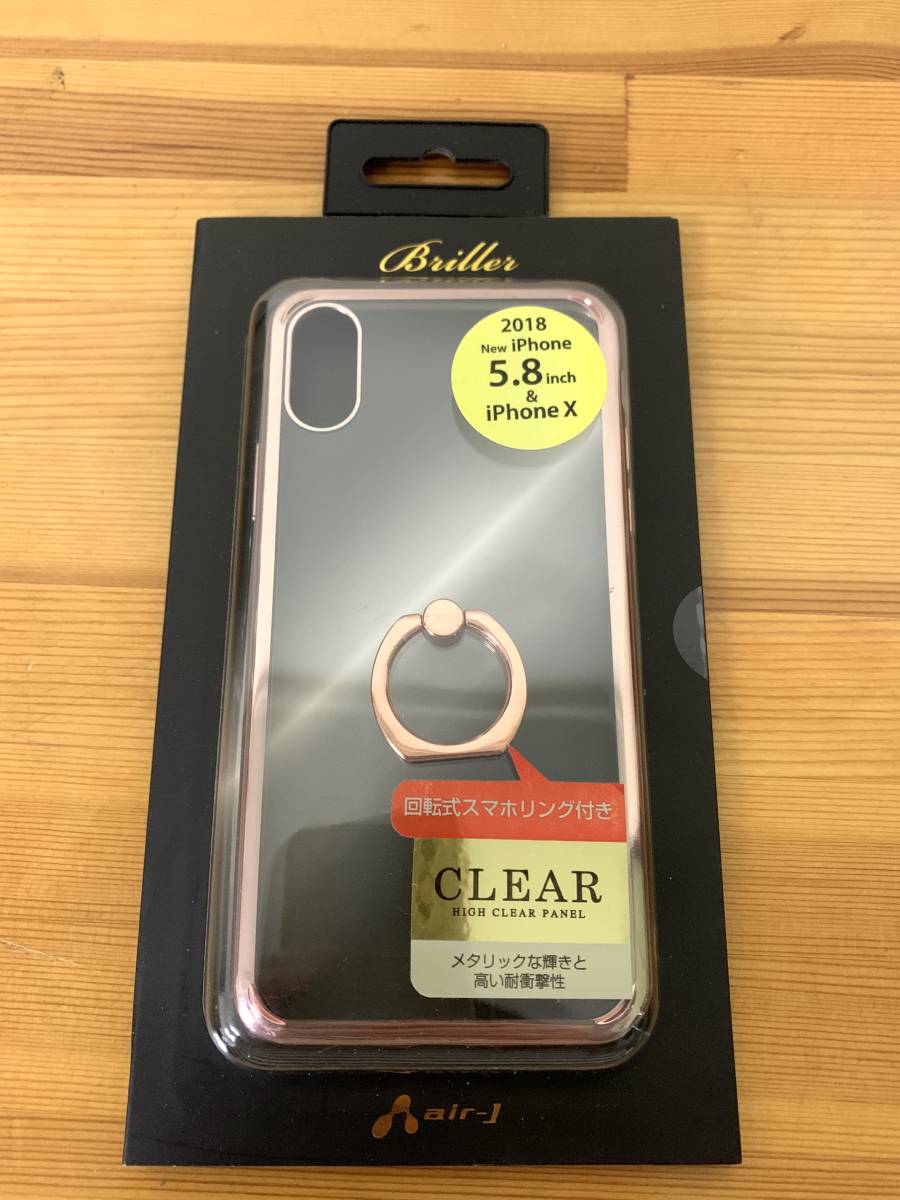 Briller
2018
New iPhone
5.8 inch
&
iPhone X
回転式スマホリング付き
CLEAR
HIGH CLEAR PANEL
メタリックな輝きと
高い耐衝撃性
air-J